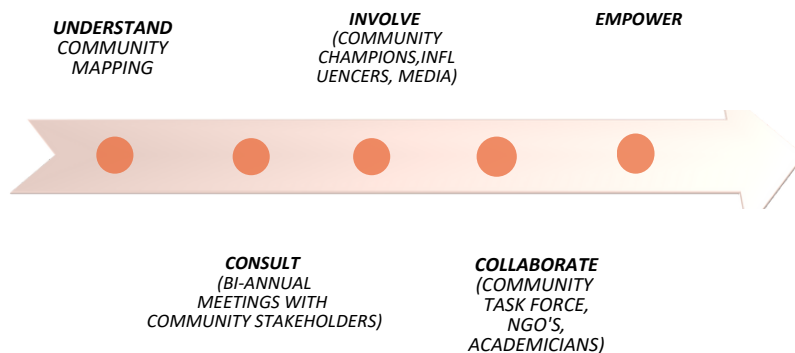 UNDERSTAND
COMMUNITY
MAPPING
CONSULT
(BI-ANNUAL
MEETINGS WITH
COMMUNITY STAKEHOLDERS)
INVOLVE
(COMMUNITY
CHAMPIONS,INFL
UENCERS, MEDIA)
COLLABORATE
(COMMUNITY
TASK FORCE,
NGO'S,
ACADEMICIANS)
EMPOWER